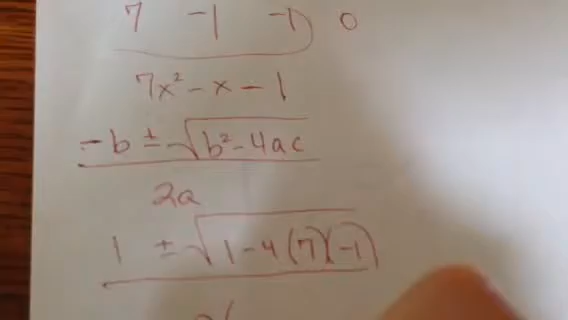 7 -1 -1) 0
7x² - x - 1
-b ± √b² - 4ac
2a
1 ± √1 - 4(7)(-1)